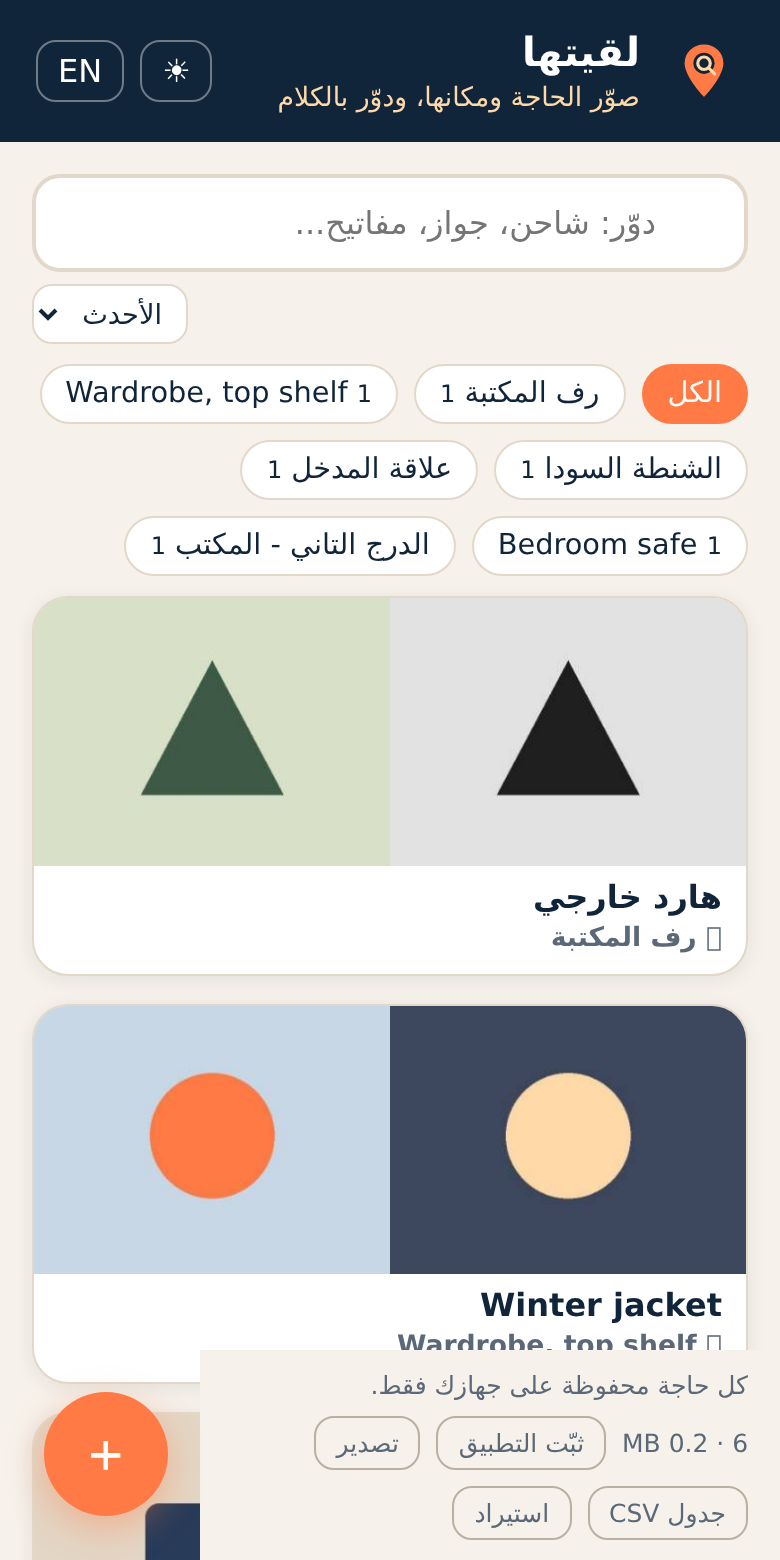 لقيتها
صوّر الحاجة ومكانها، ودوّر بالكلام
☀
EN
دوّر: شاحن، جواز، مفاتيح...
الأحدث
الكل
رف المكتبة 1
Wardrobe, top shelf 1
الشنطة السودا 1
علاقة المدخل 1
Bedroom safe 1
الدرج التاني - المكتب 1
هارد خارجي
رف المكتبة
Winter jacket
Wardrobe, top shelf
كل حاجة محفوظة على جهازك فقط.
6 · 0.2 MB
ثبّت التطبيق
تصدير
جدول CSV
استيراد
+